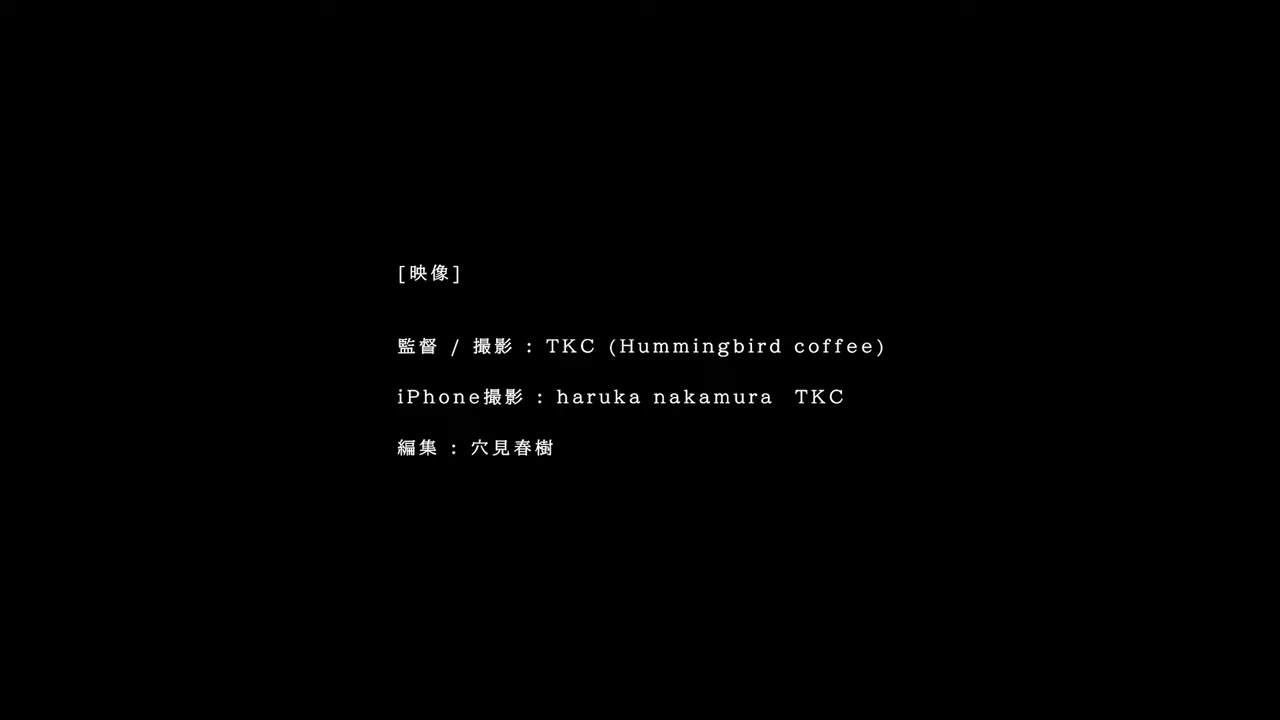 [映像]
監督 / 撮影 : TKC (Hummingbird coffee)
iPhone撮影 : haruka nakamura　TKC
編集 : 穴見春樹